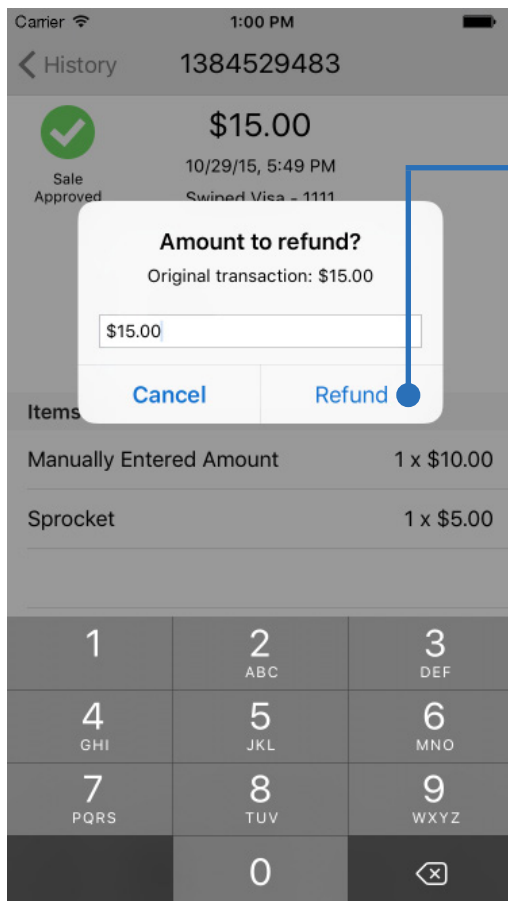 Carrier 1:00 PM
History 1384529483
$15.00
10/29/15, 5:49 PM
Sale
Approved
Swiped Visa - 1111
Amount to refund?
Original transaction: $15.00
$15.00
Cancel Refund
Items
Manually Entered Amount 1 x $10.00
Sprocket 1 x $5.00
1 2 3
ABC DEF
4 5 6
GHI JKL MNO
7 8 9
PQRS TUV WXYZ
0